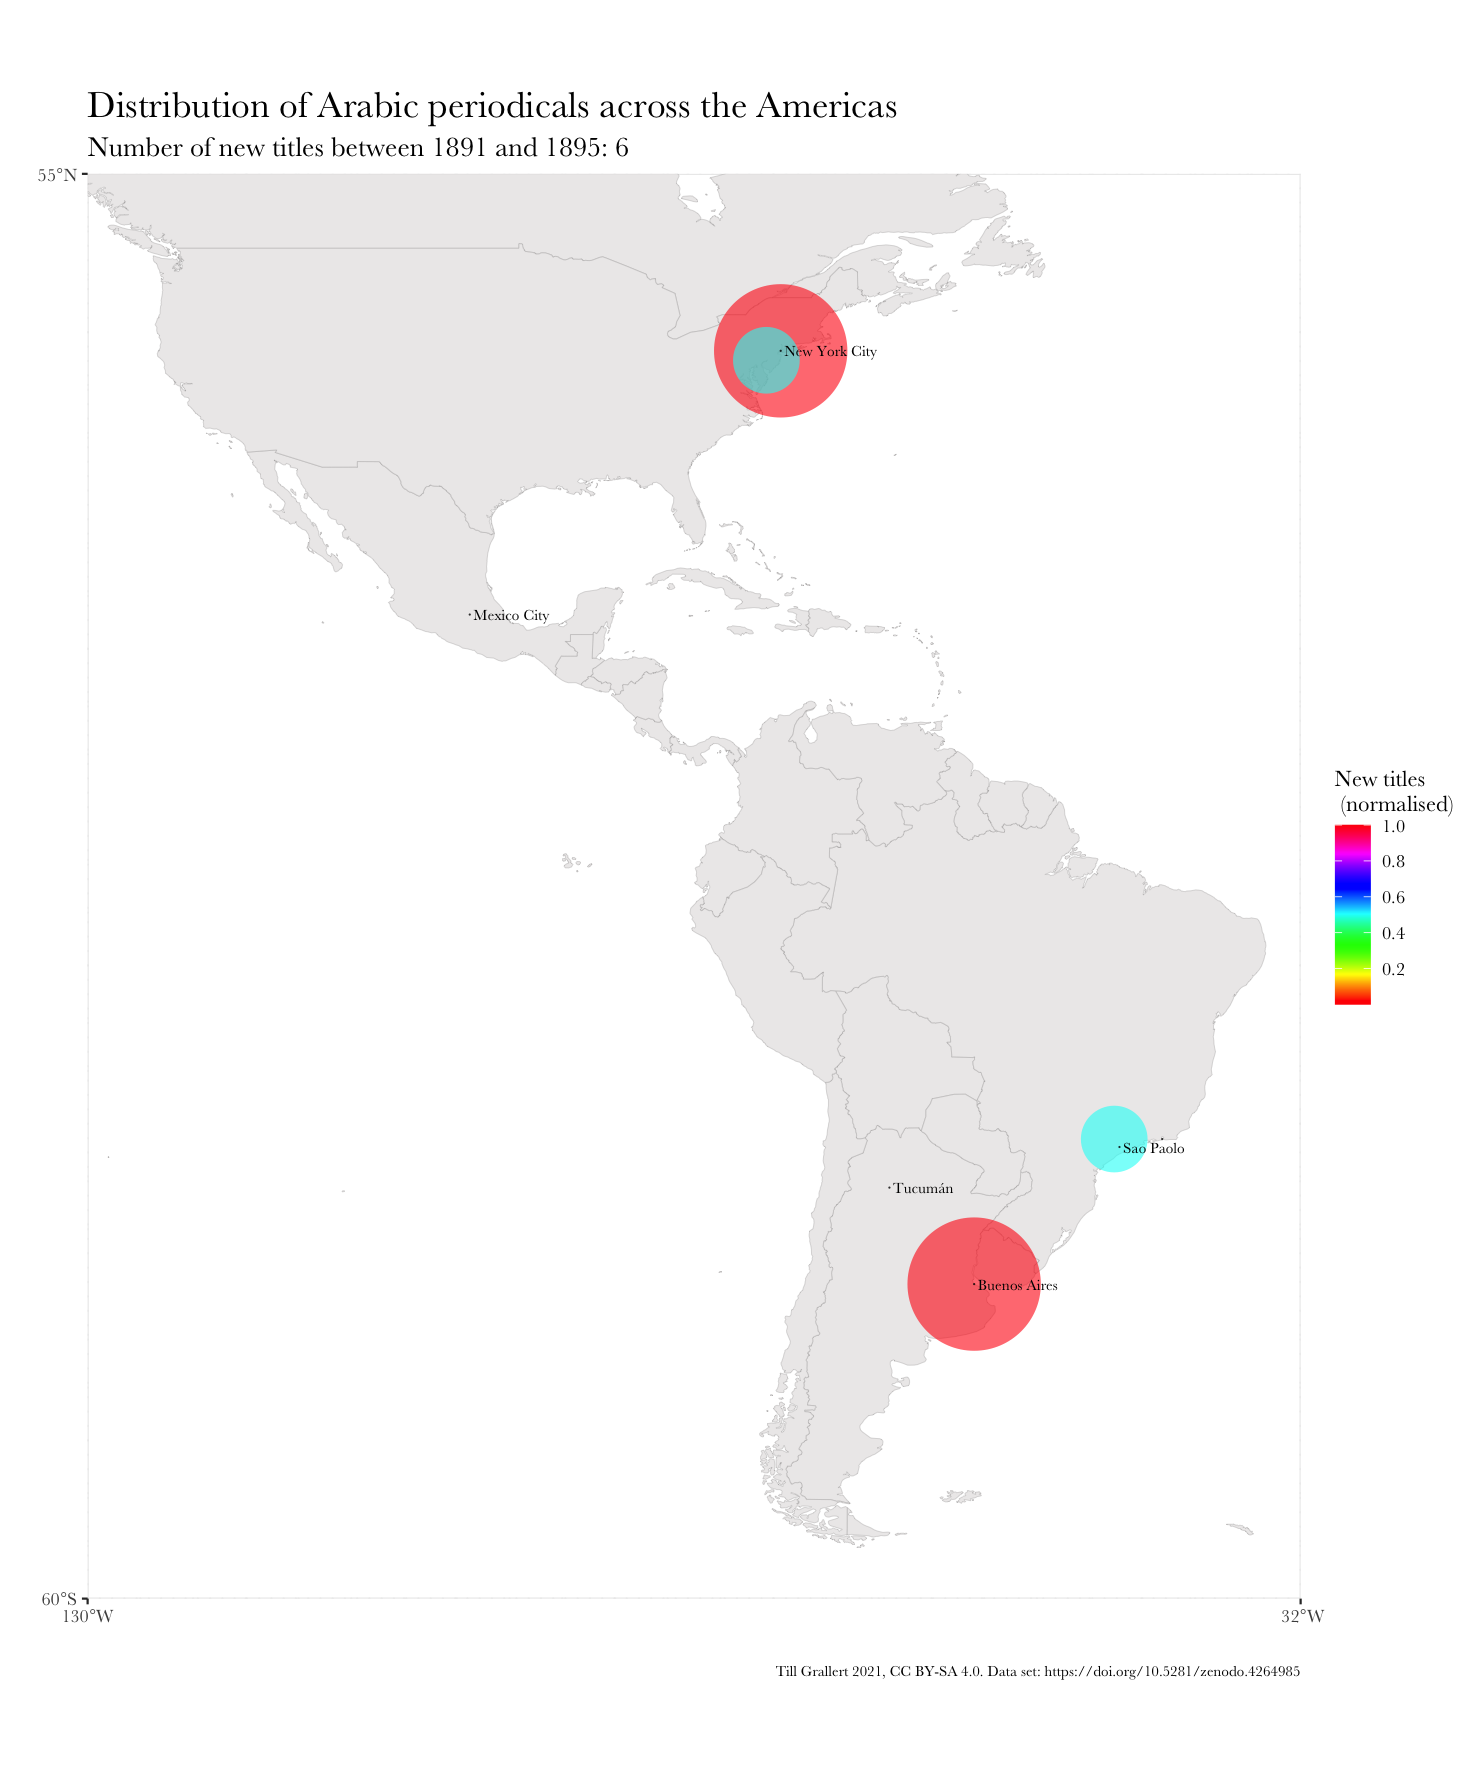 Distribution of Arabic periodicals across the Americas
Number of new titles between 1891 and 1895: 6
55°N
New York City
Mexico City
New titles
(normalised)
1.0
0.8
0.6
0.4
0.2
Sao Paolo
Tucumán
Buenos Aires
60°S
130°W
32°W
Till Grallert 2021, CC BY-SA 4.0. Data set: https://doi.org/10.5281/zenodo.4264985